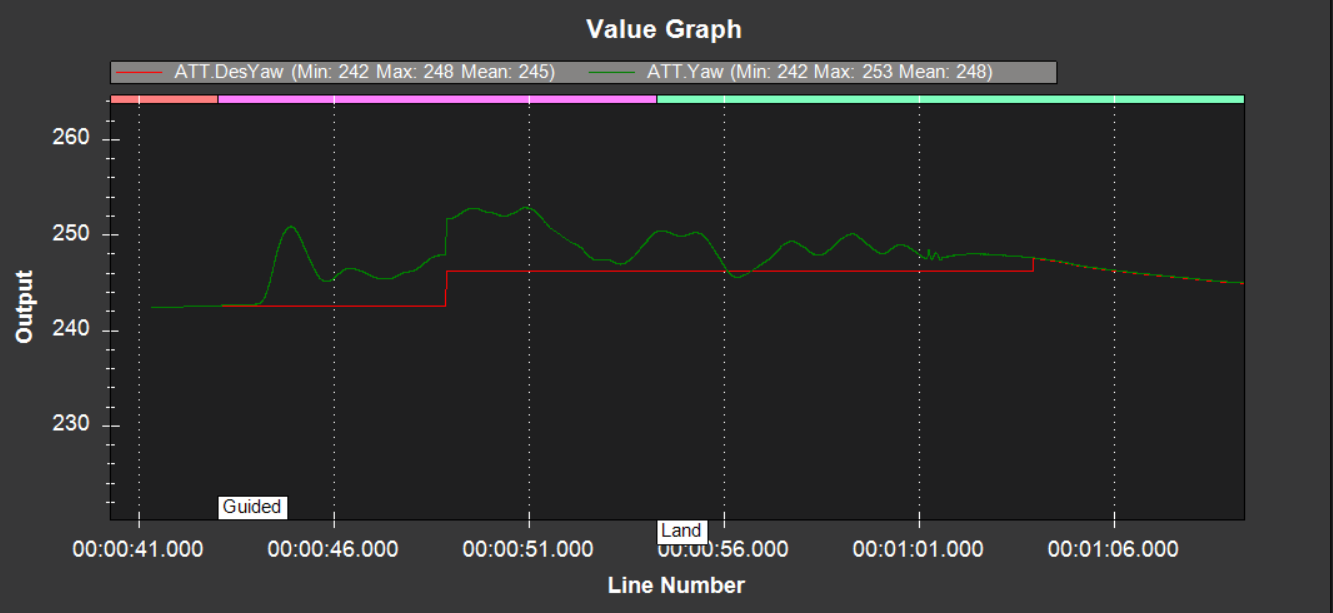 Value Graph
ATT.DesYaw (Min: 242 Max: 248 Mean: 245) ATT.Yaw (Min: 242 Max: 253 Mean: 248)
260
250
240
230
Output
Guided
Land
00:00:41.000 00:00:46.000 00:00:51.000 00:00:56.000 00:01:01.000 00:01:06.000
Line Number